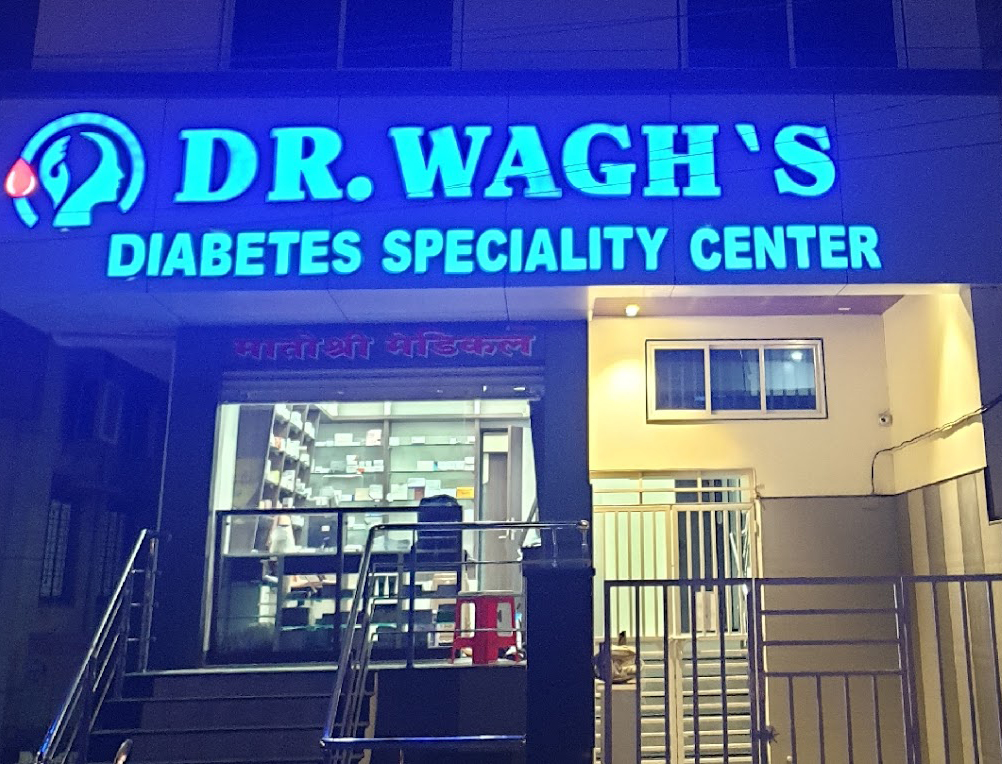 DR. WAGH`S
DIABETES SPECIALITY CENTER
मातोश्री मेडिकल